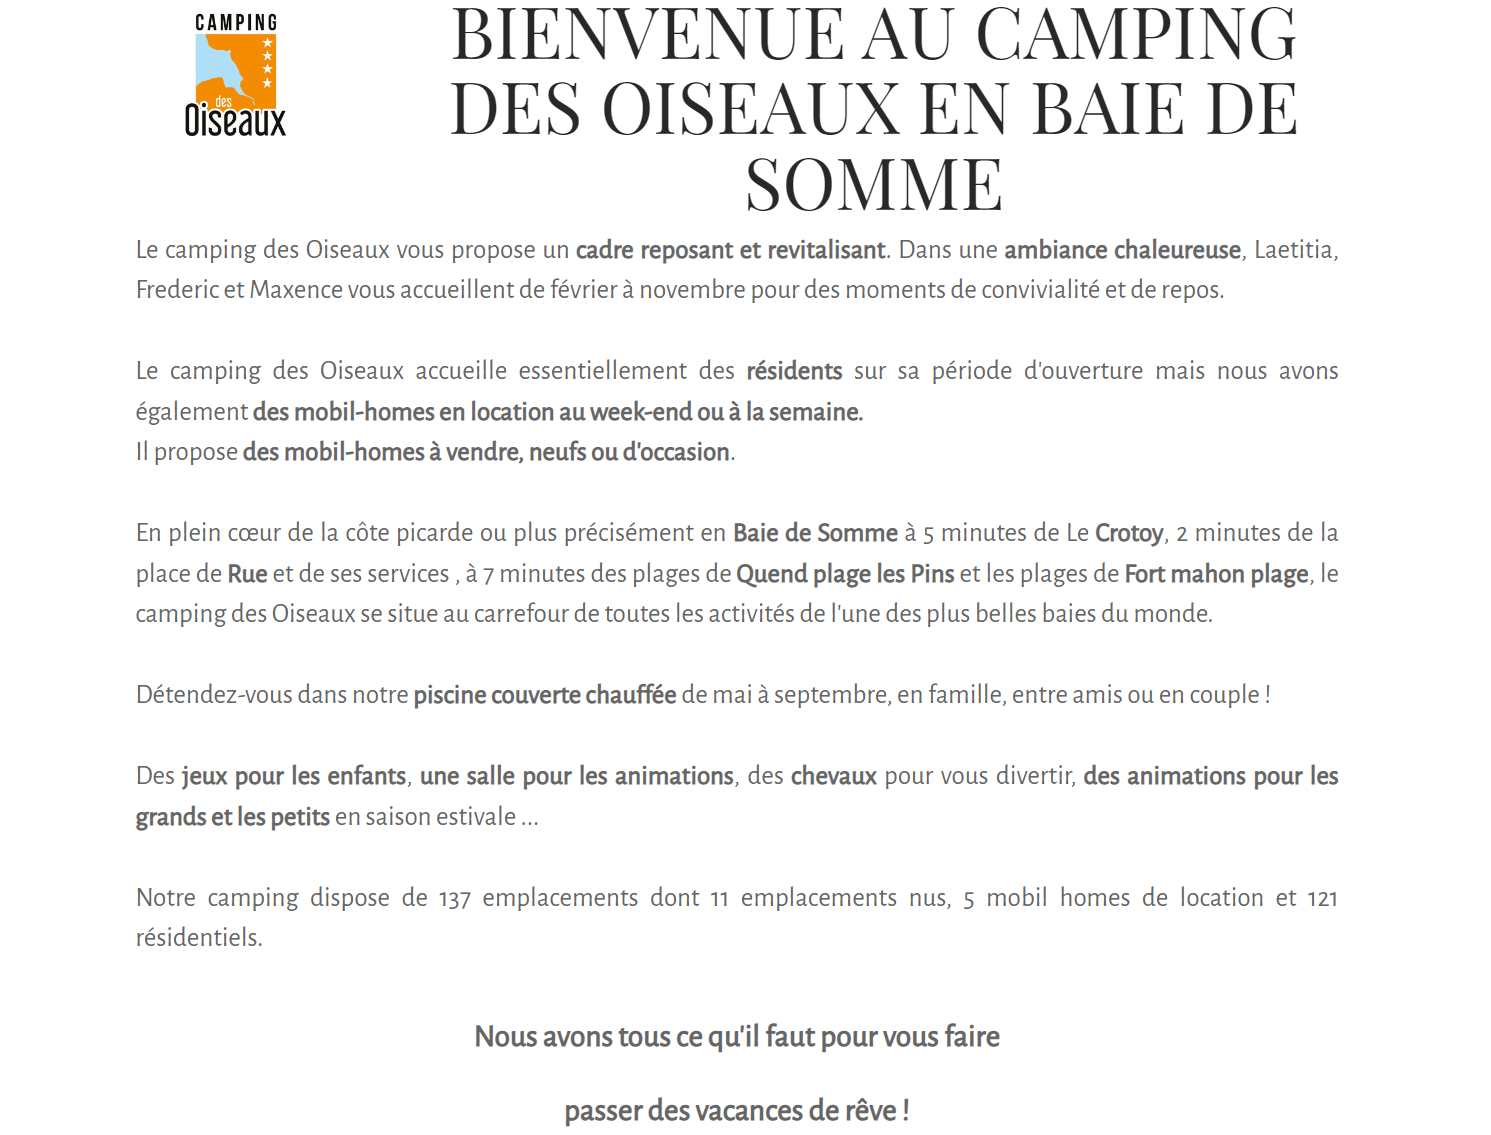 CAMPING
des
Oiseaux
BIENVENUE AU CAMPING
DES OISEAUX EN BAIE DE
SOMME
Le camping des Oiseaux vous propose un cadre reposant et revitalisant. Dans une ambiance chaleureuse, Laetitia,
Frederic et Maxence vous accueillent de février à novembre pour des moments de convivialité et de repos.
Le camping des Oiseaux accueille essentiellement des résidents sur sa période d'ouverture mais nous avons
également des mobil-homes en location au week-end ou à la semaine.
Il propose des mobil-homes à vendre, neufs ou d'occasion.
En plein cœur de la côte picarde ou plus précisément en Baie de Somme à 5 minutes de Le Crotoy, 2 minutes de la
place de Rue et de ses services , à 7 minutes des plages de Quend plage les Pins et les plages de Fort mahon plage, le
camping des Oiseaux se situe au carrefour de toutes les activités de l'une des plus belles baies du monde.
Détendez-vous dans notre piscine couverte chauffée de mai à septembre, en famille, entre amis ou en couple !
Des jeux pour les enfants, une salle pour les animations, des chevaux pour vous divertir, des animations pour les
grands et les petits en saison estivale ...
Notre camping dispose de 137 emplacements dont 11 emplacements nus, 5 mobil homes de location et 121
résidentiels.
Nous avons tous ce qu'il faut pour vous faire
passer des vacances de rêve !